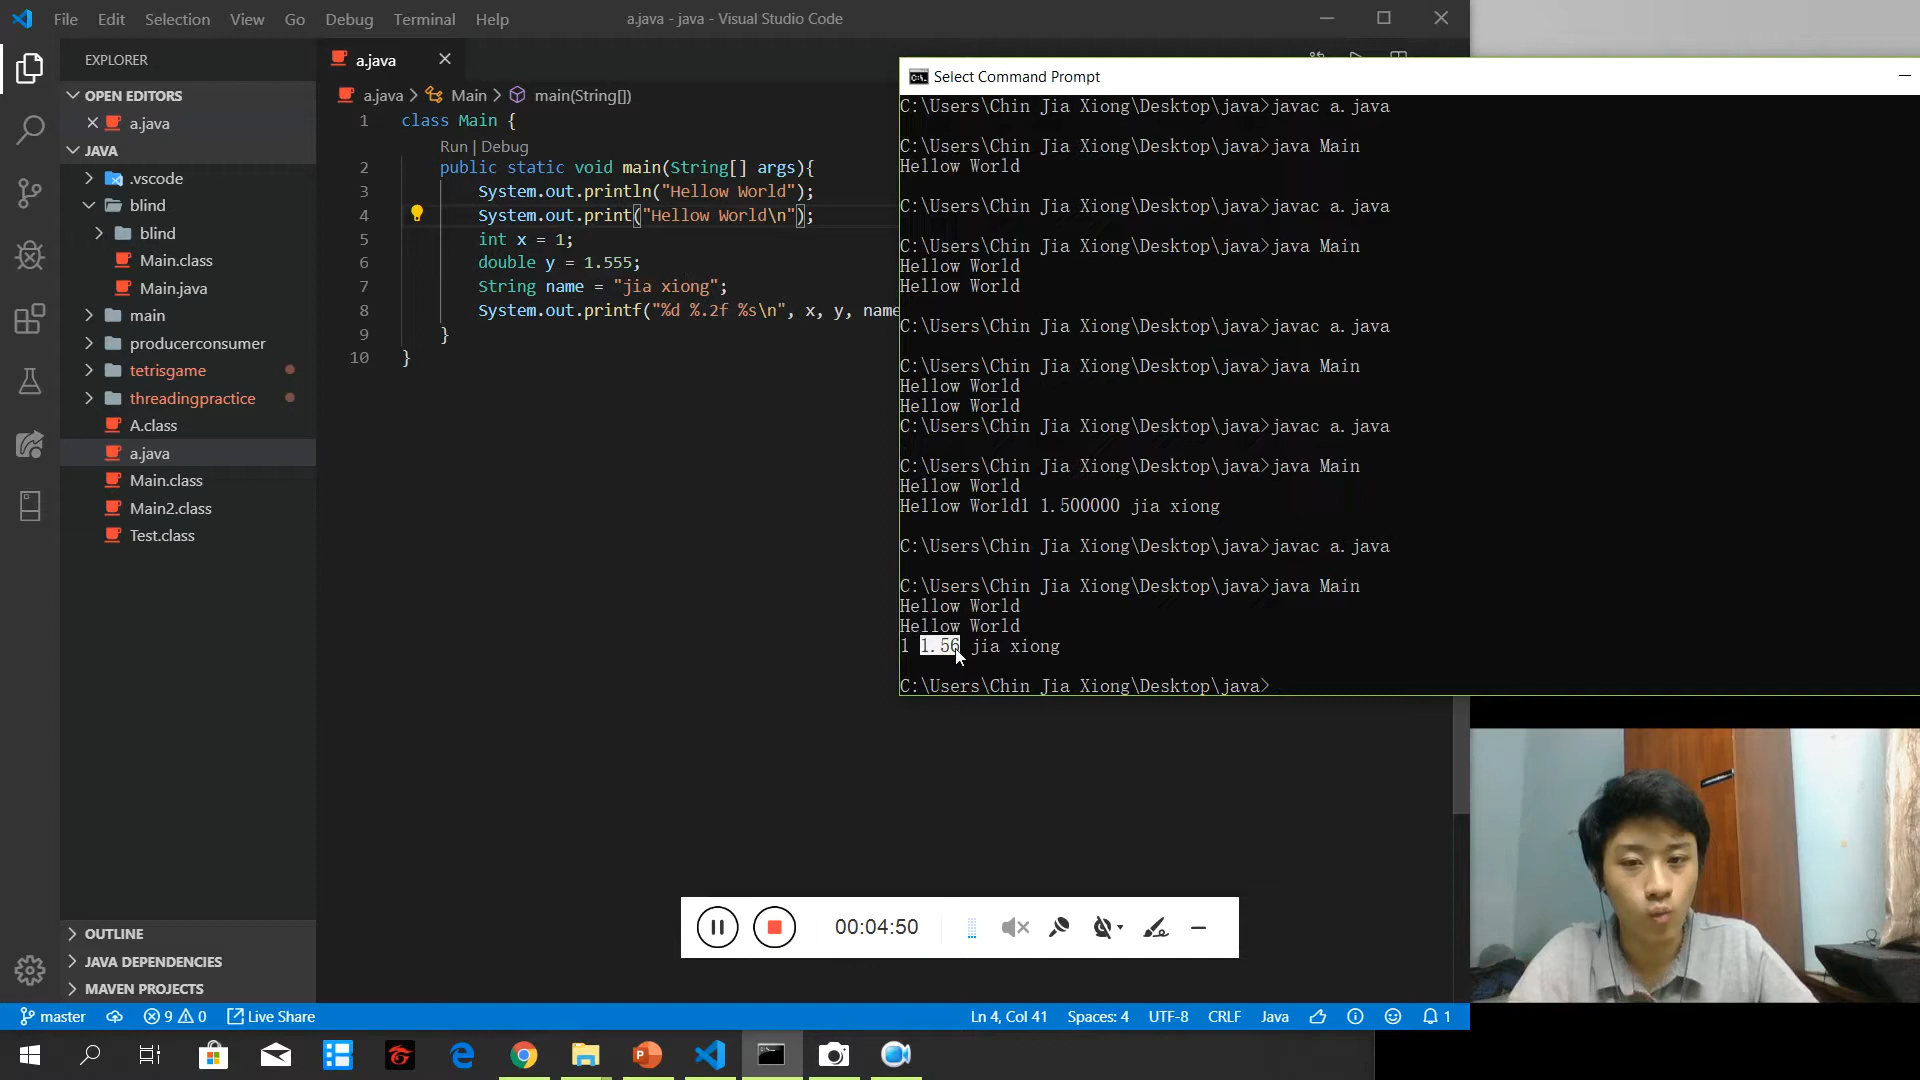 File Edit Selection View Go Debug Terminal Help
a.java - java - Visual Studio Code
EXPLORER
OPEN EDITORS
a.java
JAVA
.vscode
blind
blind
Main.class
Main.java
main
producerconsumer
tetrisgame
threadingpractice
A.class
a.java
Main.class
Main2.class
Test.class
OUTLINE
JAVA DEPENDENCIES
MAVEN PROJECTS
a.java
a.java > Main > main(String[])
1 class Main {
Run | Debug
2 public static void main(String[] args){
3 System.out.println("Hellow World");
4 System.out.print("Hellow World\n");
5 int x = 1;
6 double y = 1.555;
7 String name = "jia xiong";
8 System.out.printf("%d %.2f %s\n", x, y, name
9 }
10 }
Select Command Prompt
C:\Users\Chin Jia Xiong\Desktop\java>javac a.java
C:\Users\Chin Jia Xiong\Desktop\java>java Main
Hellow World
C:\Users\Chin Jia Xiong\Desktop\java>javac a.java
C:\Users\Chin Jia Xiong\Desktop\java>java Main
Hellow World
Hellow World
C:\Users\Chin Jia Xiong\Desktop\java>javac a.java
C:\Users\Chin Jia Xiong\Desktop\java>java Main
Hellow World
Hellow World
C:\Users\Chin Jia Xiong\Desktop\java>javac a.java
C:\Users\Chin Jia Xiong\Desktop\java>java Main
Hellow World
Hellow World1 1.500000 jia xiong
C:\Users\Chin Jia Xiong\Desktop\java>javac a.java
C:\Users\Chin Jia Xiong\Desktop\java>java Main
Hellow World
Hellow World
1 1.56 jia xiong
C:\Users\Chin Jia Xiong\Desktop\java>
00:04:50
master 9 0 Live Share
Ln 4, Col 41 Spaces: 4 UTF-8 CRLF Java 1